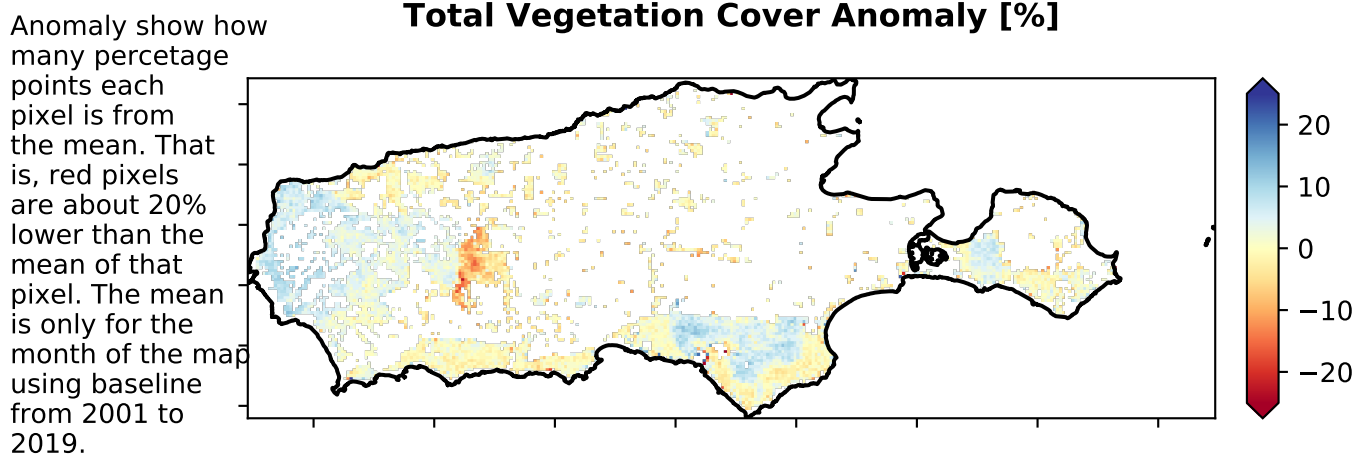 Total Vegetation Cover Anomaly [%]
Anomaly show how
many percetage
points each
pixel is from
the mean. That
is, red pixels
are about 20%
lower than the
mean of that
pixel. The mean
is only for the
month of the map
using baseline
from 2001 to
2019.
20
10
0
−10
−20